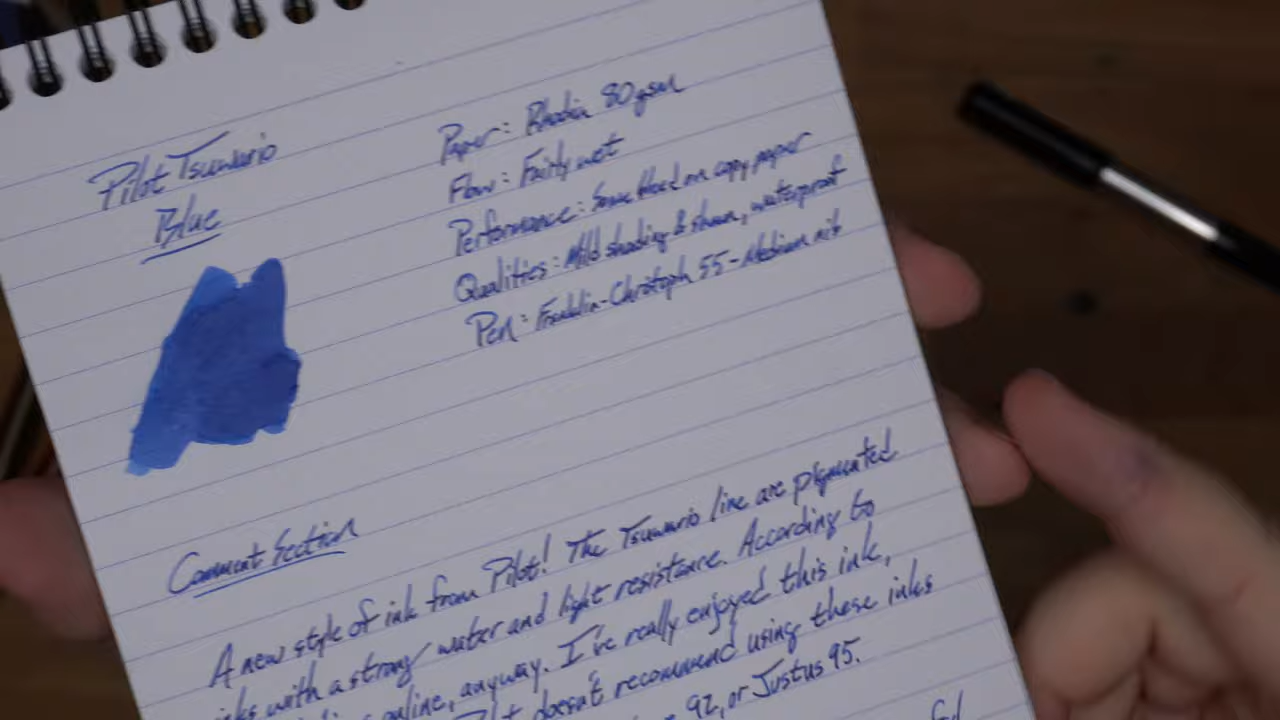 Pilot Tsuwairo
Blue
Paper: Rhodia 80gsm
Flow: Fairly wet
Performance: Some bleed on copy paper
Qualities: Mild shading & sheen, waterproof
Pen: Franklin-Christoph 55 - Medium nib
Comment Section
A new style of ink from Pilot! The Tsuwairo line are pigmented
inks with a strong water and light resistance. According to
online, anyway. I've really enjoyed this ink,
doesn't recommend using these inks
92, or Justus 95.